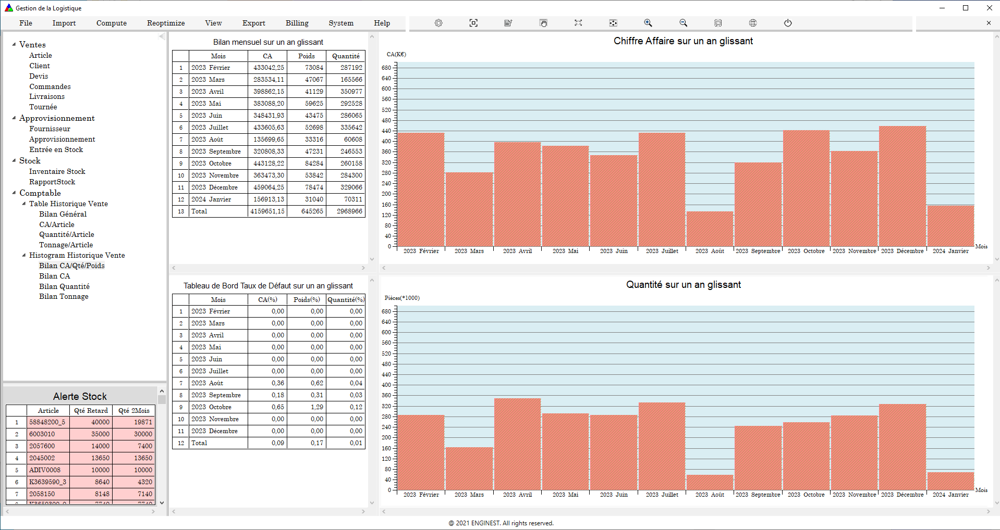 Gestion de la Logistique
File Import Compute Reoptimize View Export Billing System Help
Ventes
Article
Client
Devis
Commandes
Livraisons
Tournée
Approvisionnement
Fournisseur
Approvisionnement
Entrée en Stock
Stock
Inventaire Stock
RapportStock
Comptable
Table Historique Vente
Bilan Général
CA/Article
Quantité/Article
Tonnage/Article
Histogram Historique Vente
Bilan CA/Qté/Poids
Bilan CA
Bilan Quantité
Bilan Tonnage
Alerte Stock
Article Qté Retard Qté 2Mois
1 58848200_5 40000 19871
2 6003010 35000 30000
3 2057600 14000 7400
4 2045002 13650 13650
5 ADIV0008 10000 10000
6 K3639590_3 8640 4320
7 2058150 8148 7140
Bilan mensuel sur un an glissant
Mois CA Poids Quantité
1 2023 Février 433042,25 73084 287192
2 2023 Mars 283534,11 47067 165566
3 2023 Avril 398862,15 41129 350977
4 2023 Mai 383088,20 59625 292528
5 2023 Juin 348431,93 43475 286065
6 2023 Juillet 433605,63 52698 335642
7 2023 Août 135699,65 33316 60608
8 2023 Septembre 320808,33 47231 246553
9 2023 Octobre 443128,22 84284 260158
10 2023 Novembre 363473,30 53842 284300
11 2023 Décembre 459064,25 78474 329066
12 2024 Janvier 156913,13 31040 70311
13 Total 4159651,15 645265 2968966
Tableau de Bord Taux de Défaut sur un an glissant
Mois CA(%) Poids(%) Quantité(%)
1 2023 Février 0,00 0,00 0,00
2 2023 Mars 0,00 0,00 0,00
3 2023 Avril 0,00 0,00 0,00
4 2023 Mai 0,00 0,00 0,00
5 2023 Juin 0,00 0,00 0,00
6 2023 Juillet 0,00 0,00 0,00
7 2023 Août 0,36 0,62 0,04
8 2023 Septembre 0,18 0,31 0,03
9 2023 Octobre 0,65 1,29 0,12
10 2023 Novembre 0,00 0,00 0,00
11 2023 Décembre 0,00 0,00 0,00
12 Total 0,09 0,17 0,01
Chiffre Affaire sur un an glissant
CA(K€)
680
640
600
560
520
480
440
400
360
320
280
240
200
160
120
80
40
0
Mois
2023 Février 2023 Mars 2023 Avril 2023 Mai 2023 Juin 2023 Juillet 2023 Août 2023 Septembre 2023 Octobre 2023 Novembre 2023 Décembre 2024 Janvier
Quantité sur un an glissant
Pièces(*1000)
680
640
600
560
520
480
440
400
360
320
280
240
200
160
120
80
40
0
Mois
2023 Février 2023 Mars 2023 Avril 2023 Mai 2023 Juin 2023 Juillet 2023 Août 2023 Septembre 2023 Octobre 2023 Novembre 2023 Décembre 2024 Janvier
@ 2021 ENGINEST. All rights reserved.